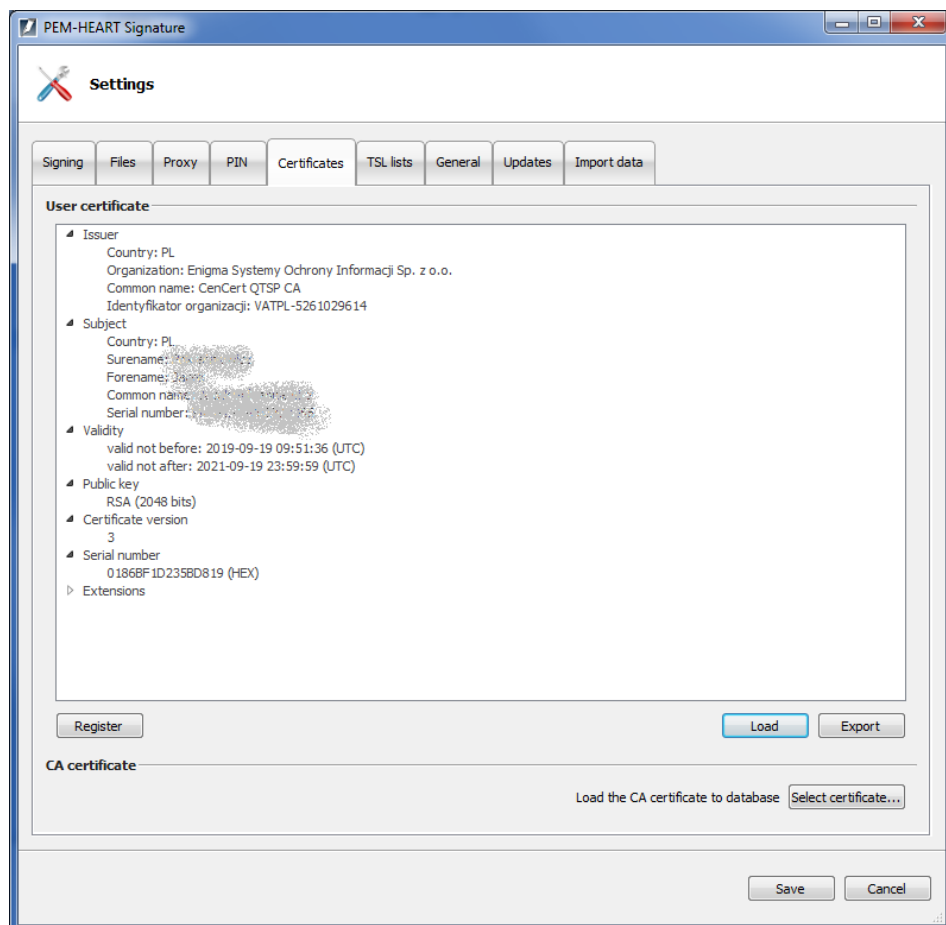 PEM-HEART Signature
Settings
Signing Files Proxy PIN Certificates TSL lists General Updates Import data
User certificate
Issuer
Country: PL
Organization: Enigma Systemy Ochrony Informacji Sp. z o.o.
Common name: CenCert QTSP CA
Identyfikator organizacji: VATPL-5261029614
Subject
Country: PL
Surename:
Forename:
Common name
Serial number:
Validity
valid not before: 2019-09-19 09:51:36 (UTC)
valid not after: 2021-09-19 23:59:59 (UTC)
Public key
RSA (2048 bits)
Certificate version
3
Serial number
0186BF1D235BD819 (HEX)
Extensions
Register Load Export
CA certificate
Load the CA certificate to database Select certificate...
Save Cancel